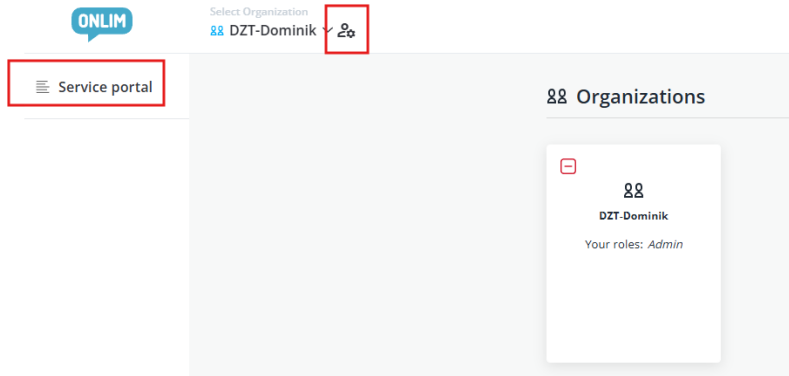 ONLIM
Select Organization
DZT-Dominik
Service portal
Organizations
DZT-Dominik
Your roles: Admin